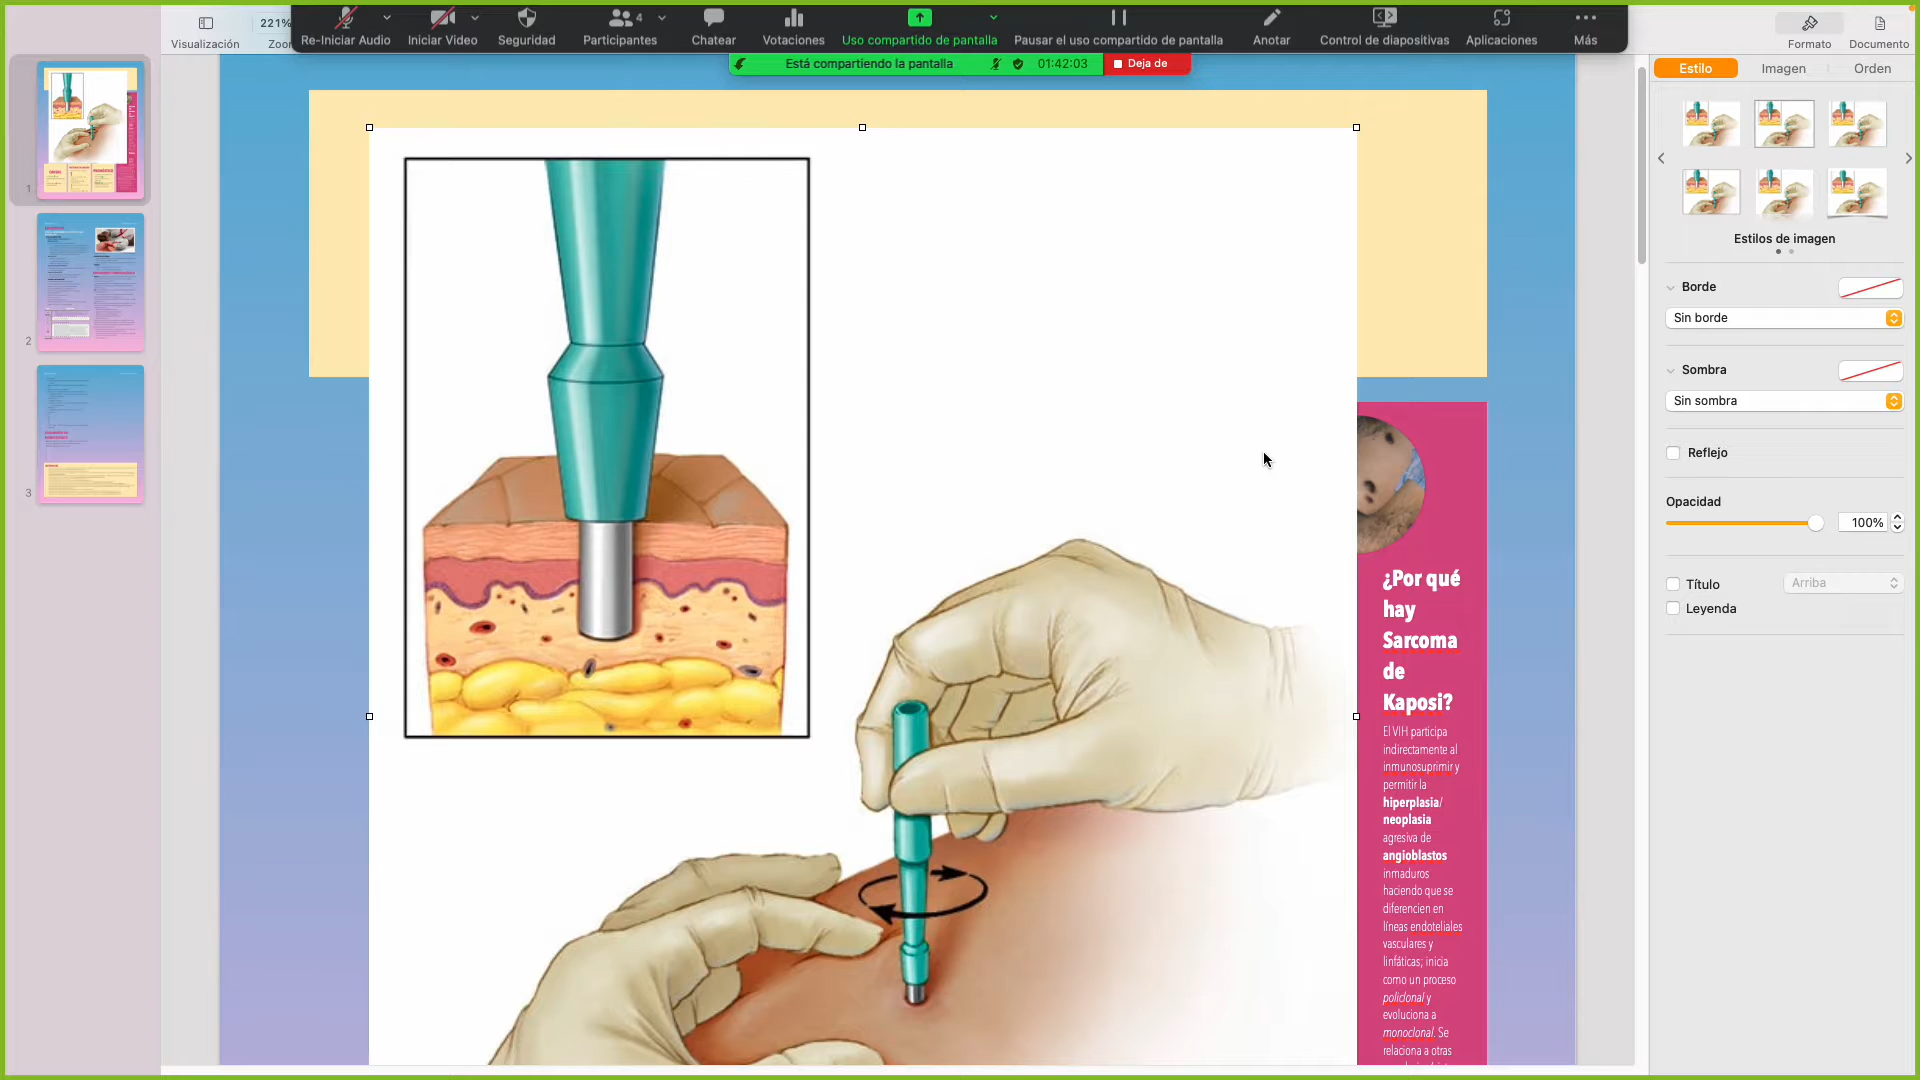 221%
4
Visualización
Zoom
Re-Iniciar Audio
Iniciar Video
Seguridad
Participantes
Chatear
Votaciones
Uso compartido de pantalla
Pausar el uso compartido de pantalla
Anotar
Control de diapositivas
Aplicaciones
Más
Formato
Documento
Está compartiendo la pantalla
01:42:03
Deja de
Estilo
Imagen
Orden
Estilos de imagen
Borde
Sin borde
Sombra
Sin sombra
Reflejo
Opacidad
100%
Título
Arriba
Leyenda
1
2
3
¿Por qué
hay
Sarcoma
de
Kaposi?
El VIH participa
indirectamente al
inmunosuprimir y
permitir la
hiperplasia/
neoplasia
agresiva de
angioblastos
inmaduros
haciendo que se
diferencien en
líneas endoteliales
vasculares y
linfáticas; inicia
como un proceso
policlonal y
evoluciona a
monoclonal. Se
relaciona a otras